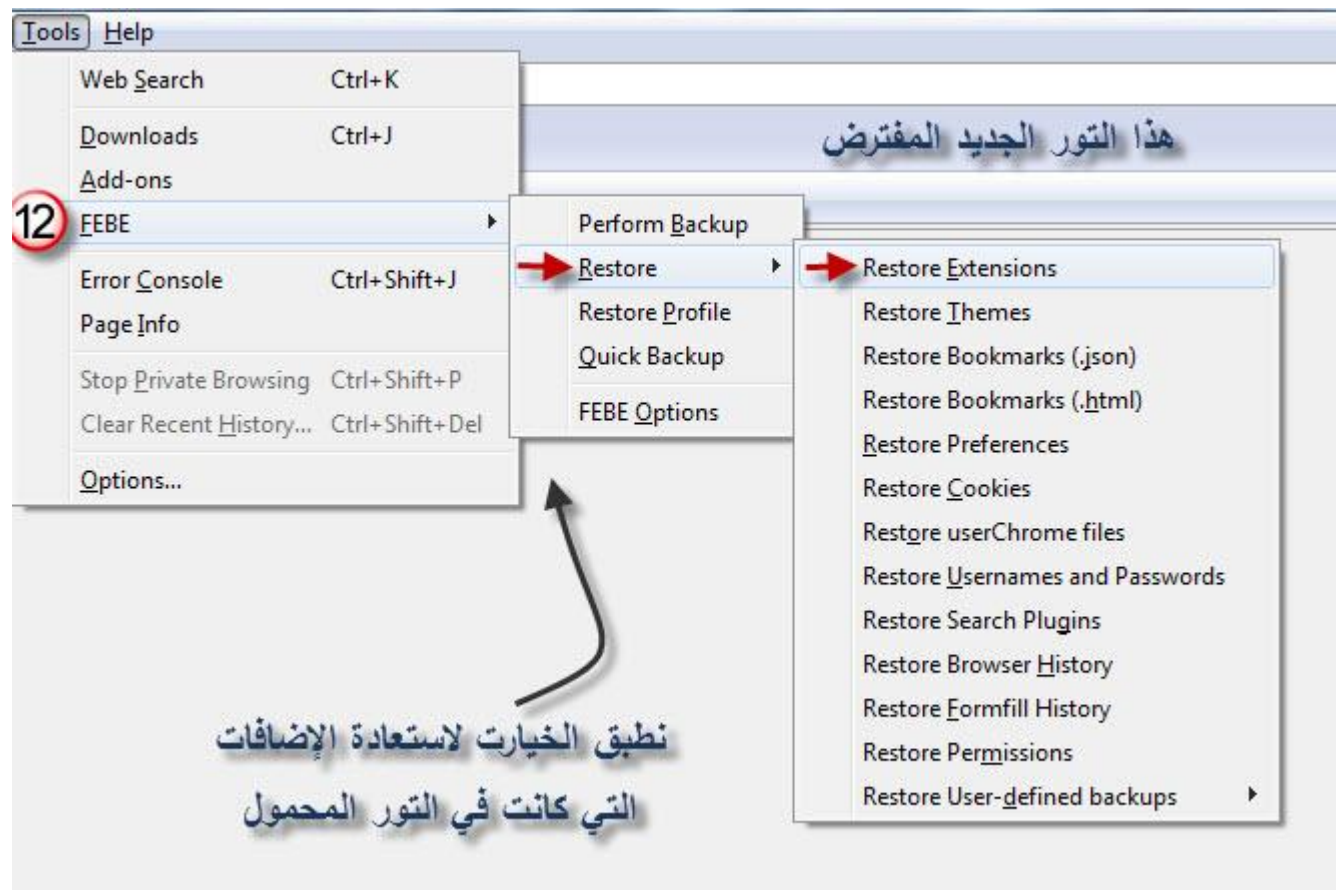 Tools Help
Web Search Ctrl+K
Downloads Ctrl+J
Add-ons
12 FEBE
Error Console Ctrl+Shift+J
Page Info
Stop Private Browsing Ctrl+Shift+P
Clear Recent History... Ctrl+Shift+Del
Options...
هذا التور الجديد المفترض
Perform Backup
Restore
Restore Profile
Quick Backup
FEBE Options
Restore Extensions
Restore Themes
Restore Bookmarks (.json)
Restore Bookmarks (.html)
Restore Preferences
Restore Cookies
Restore userChrome files
Restore Usernames and Passwords
Restore Search Plugins
Restore Browser History
Restore Formfill History
Restore Permissions
Restore User-defined backups
نطبق الخيارت لاستعادة الإضافات
التي كانت في التور المحمول